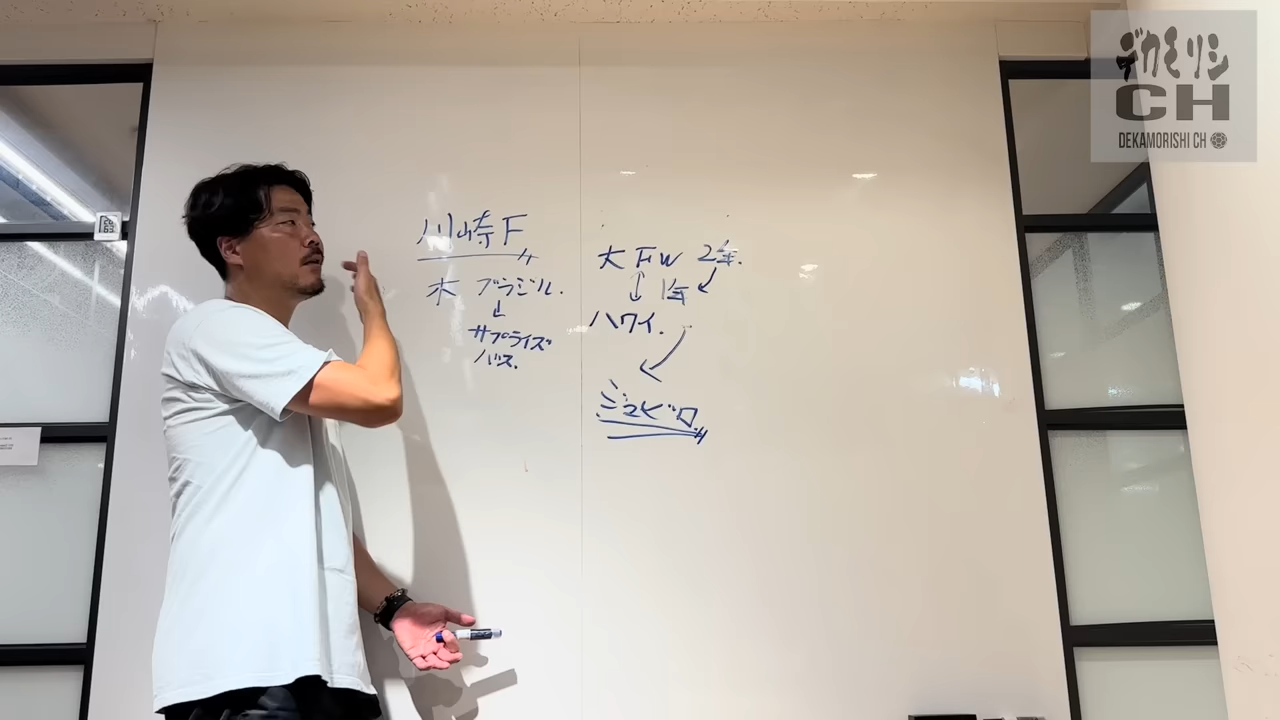 デカモリシ
CH
DEKAMORISHI CH
川崎F
木 ブラジル.
↓
サプライズ
パス.
大FW 2年.
↕ 1年
ハワイ.
ジュビロ